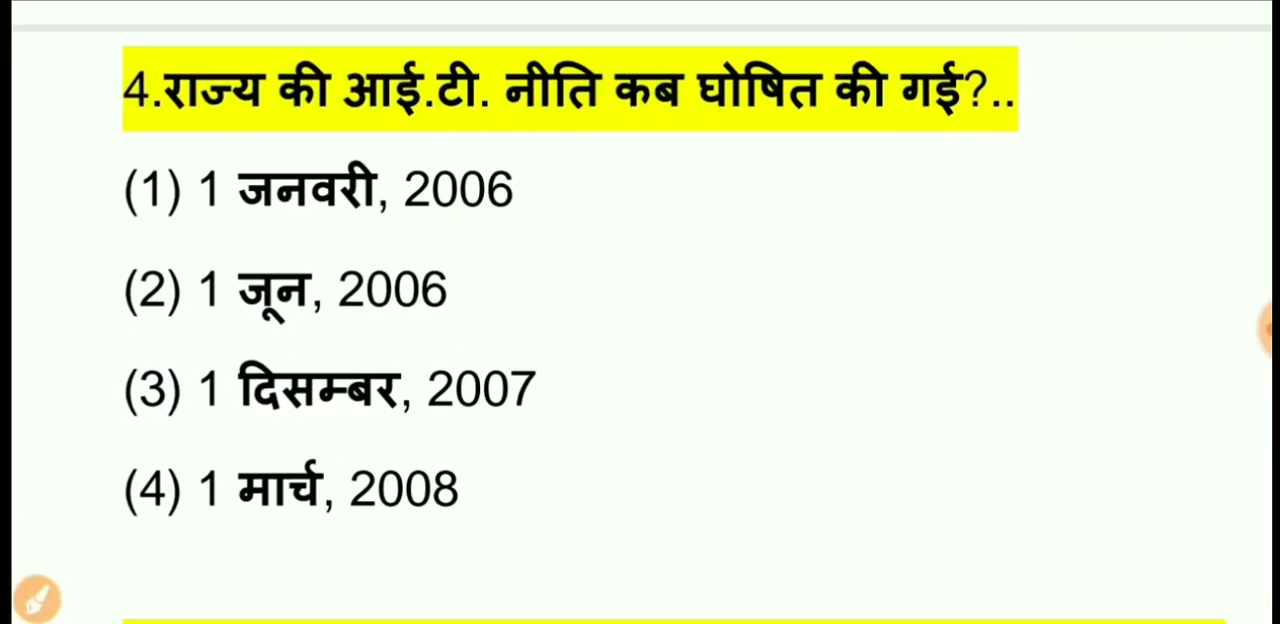 4.राज्य की आई.टी. नीति कब घोषित की गई?..
(1) 1 जनवरी, 2006
(2) 1 जून, 2006
(3) 1 दिसम्बर, 2007
(4) 1 मार्च, 2008